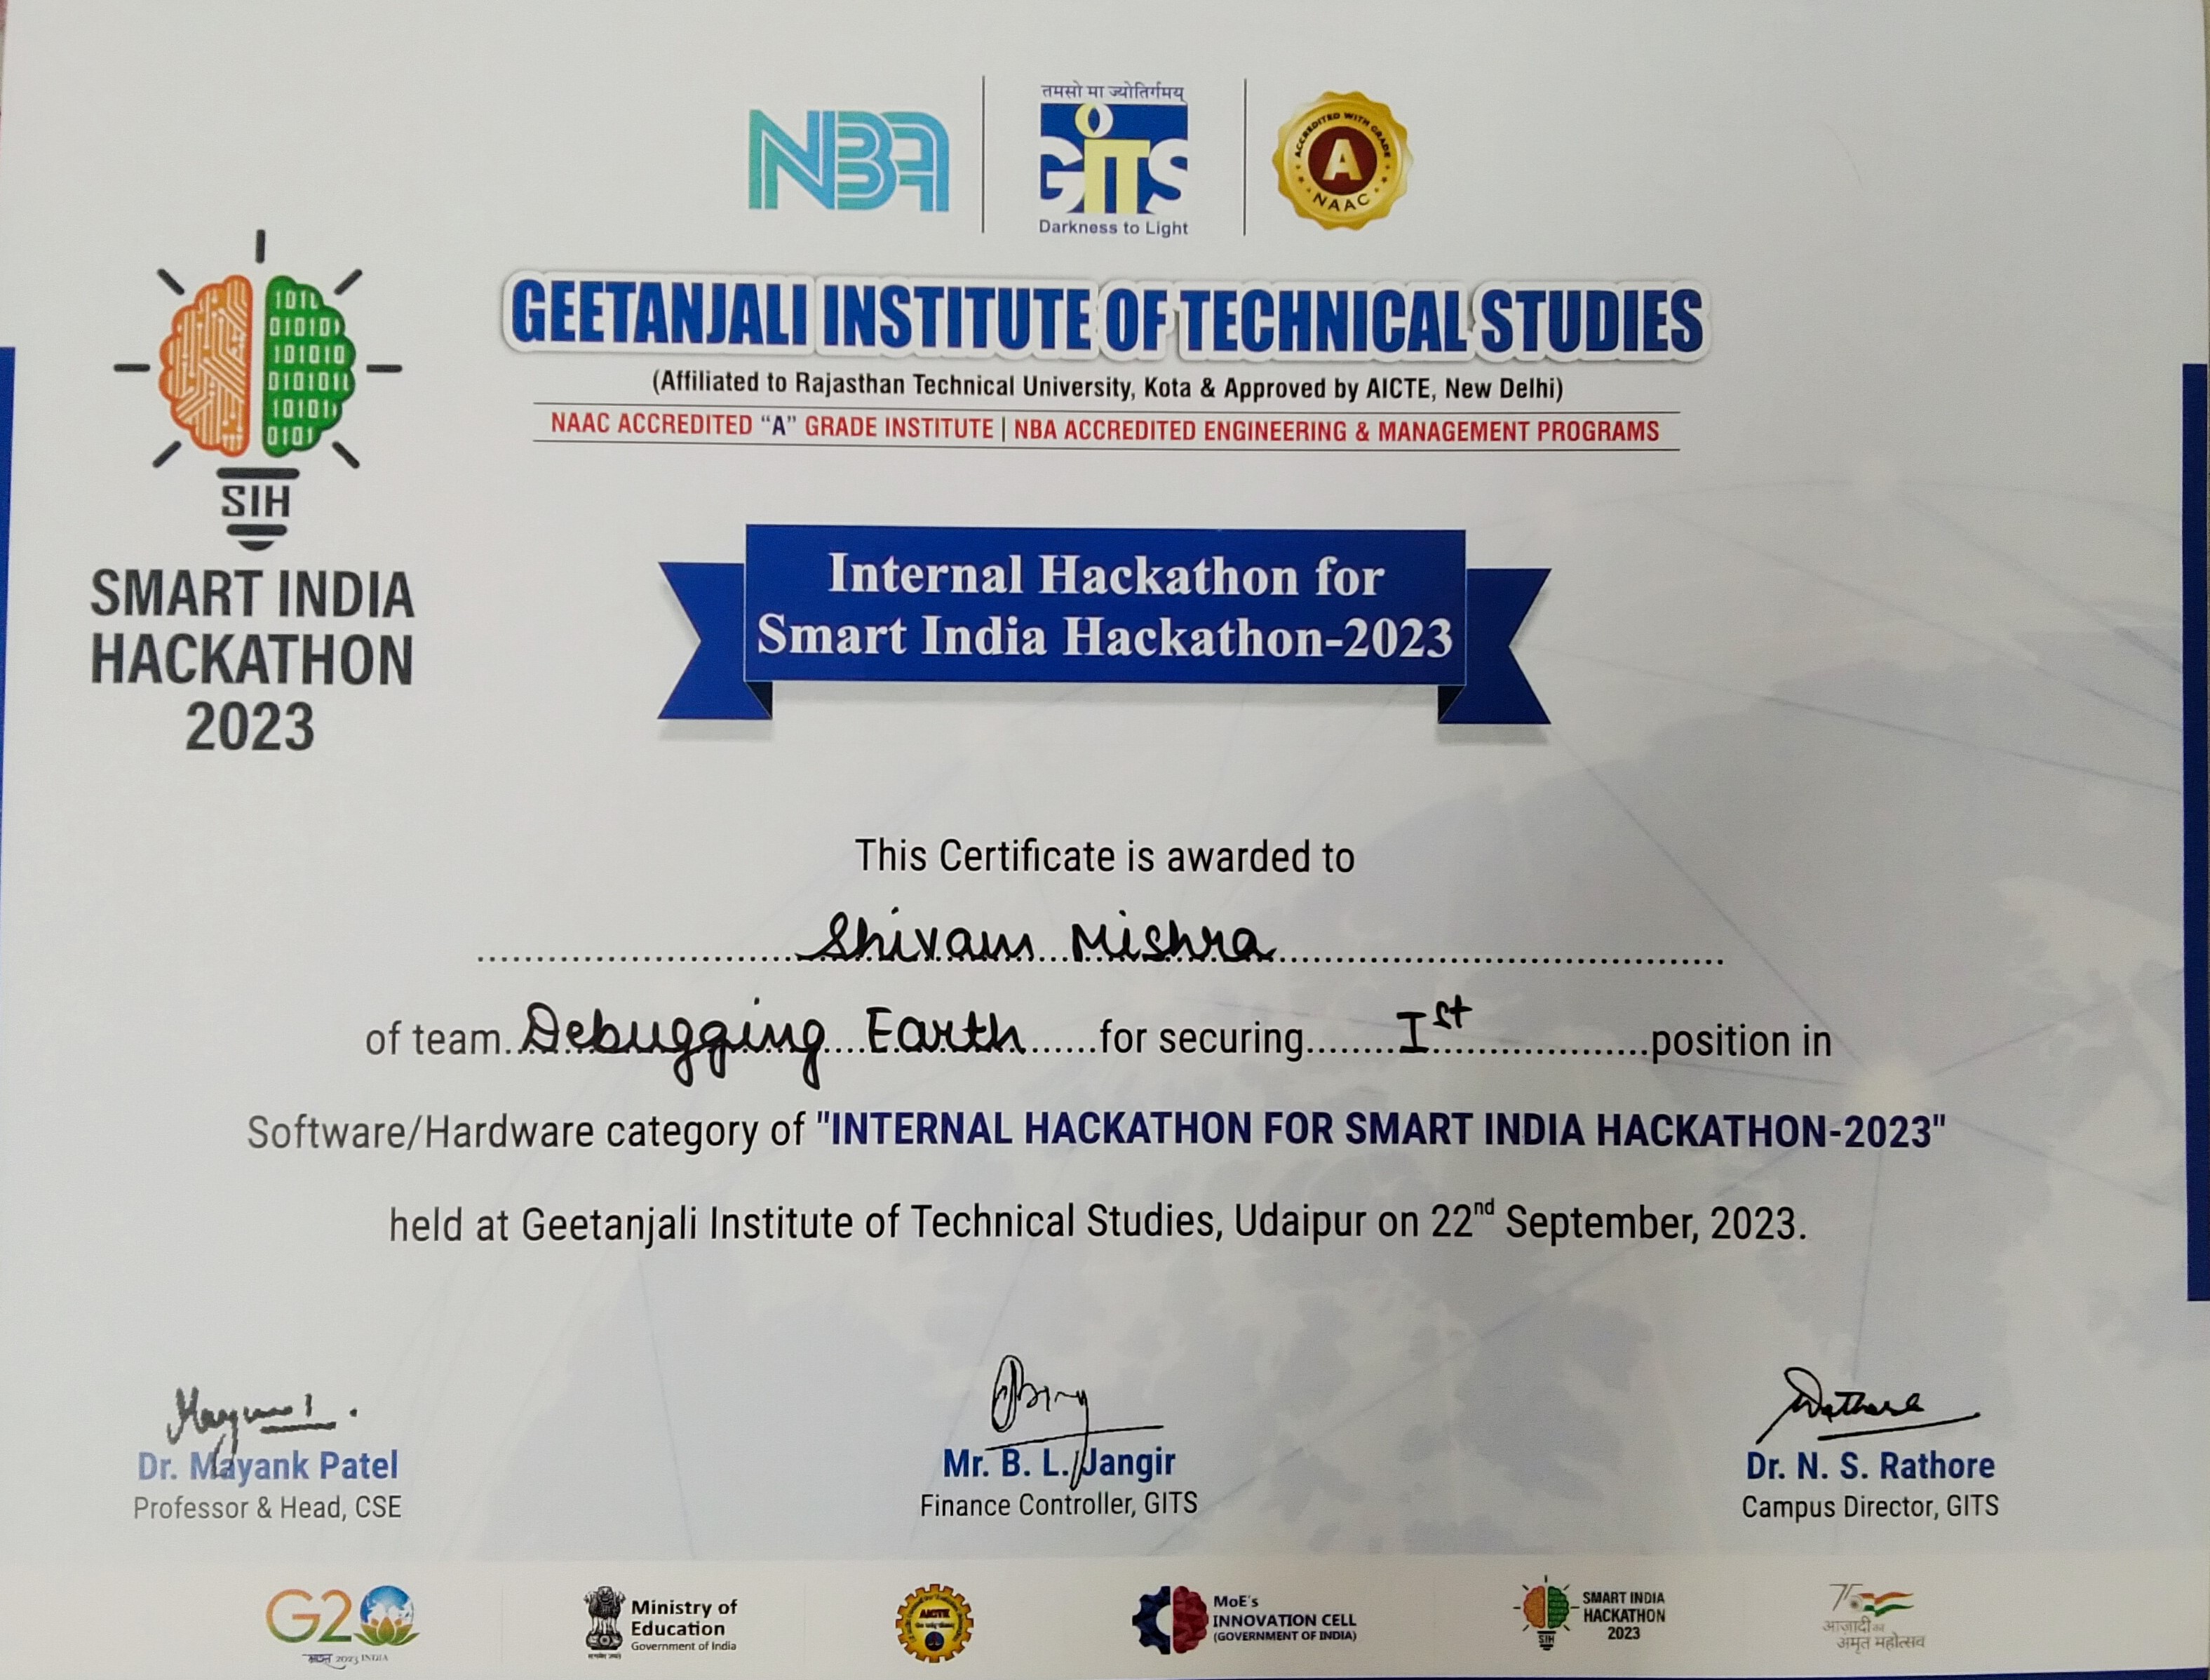 NBA
तमसो मा ज्योतिर्गमय्
GITS
Darkness to Light
ACCREDITED WITH GRADE
A
NAAC
GEETANJALI INSTITUTE OF TECHNICAL STUDIES
(Affiliated to Rajasthan Technical University, Kota & Approved by AICTE, New Delhi)
NAAC ACCREDITED “A” GRADE INSTITUTE | NBA ACCREDITED ENGINEERING & MANAGEMENT PROGRAMS
1011
010101
101010
0101011
10101
0101
SIH
SMART INDIA
HACKATHON
2023
Internal Hackathon for
Smart India Hackathon-2023
This Certificate is awarded to
Shivam Mishra
of team Debugging Earth for securing Ist position in
Software/Hardware category of "INTERNAL HACKATHON FOR SMART INDIA HACKATHON-2023"
held at Geetanjali Institute of Technical Studies, Udaipur on 22nd September, 2023.
Dr. Mayank Patel
Professor & Head, CSE
Mr. B. L. Jangir
Finance Controller, GITS
Dr. N. S. Rathore
Campus Director, GITS
G20
भारत 2023 INDIA
Ministry of
Education
Government of India
AICTE
MoE's
INNOVATION CELL
(GOVERNMENT OF INDIA)
SIH
SMART INDIA
HACKATHON
2023
75
आज़ादी का
अमृत महोत्सव